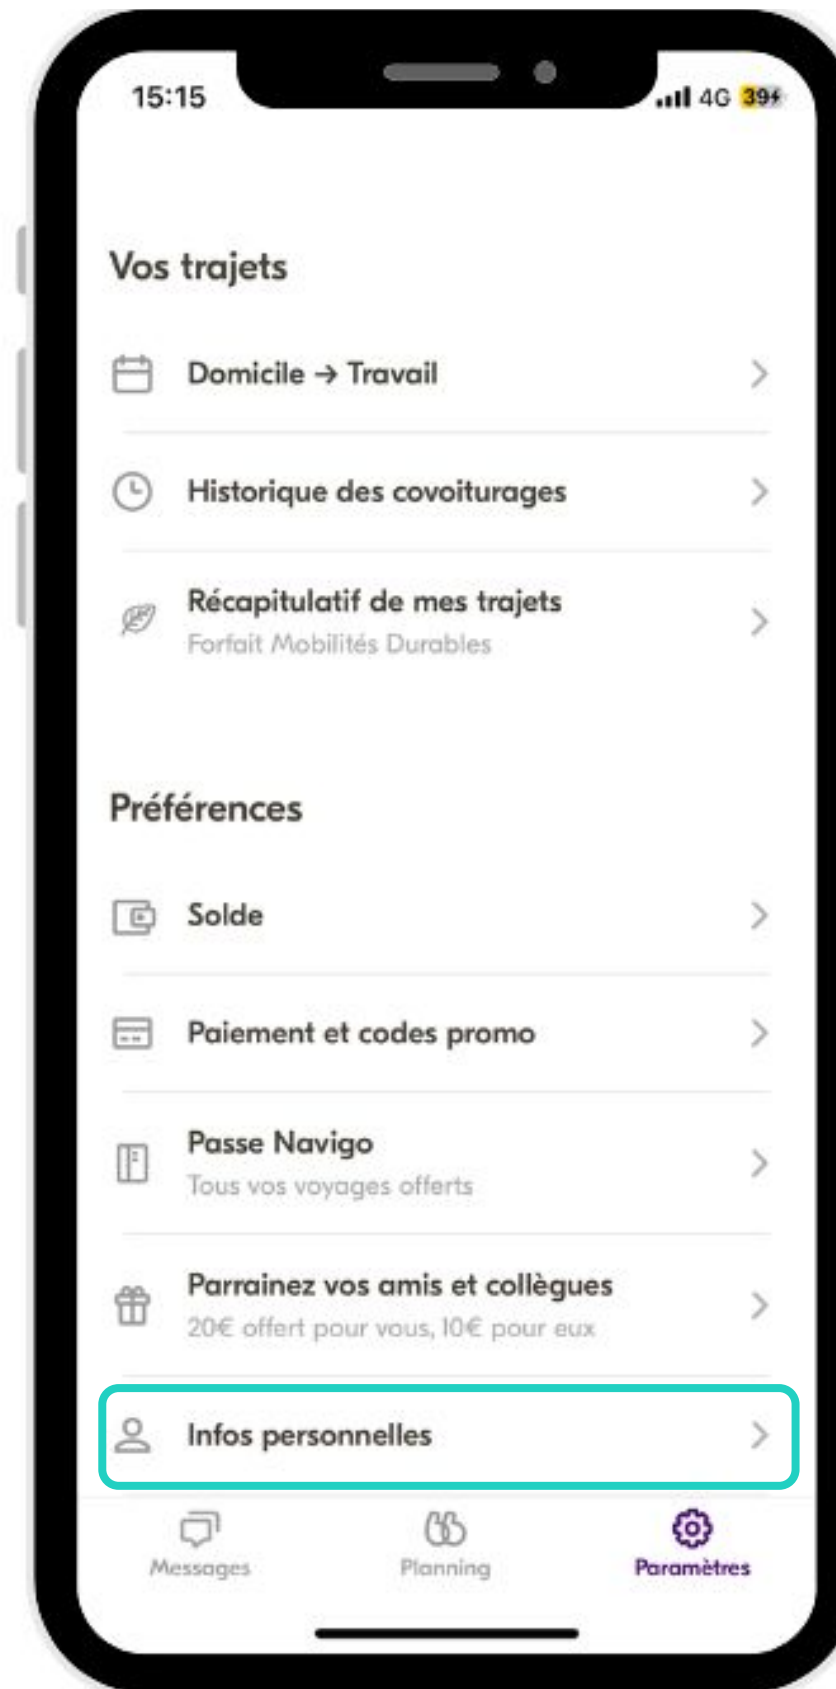 15:15
4G 39
Vos trajets
Domicile → Travail
Historique des covoiturages
Récapitulatif de mes trajets
Forfait Mobilités Durables
Préférences
Solde
Paiement et codes promo
Passe Navigo
Tous vos voyages offerts
Parrainez vos amis et collègues
20€ offert pour vous, 10€ pour eux
Infos personnelles
Messages
Planning
Paramètres